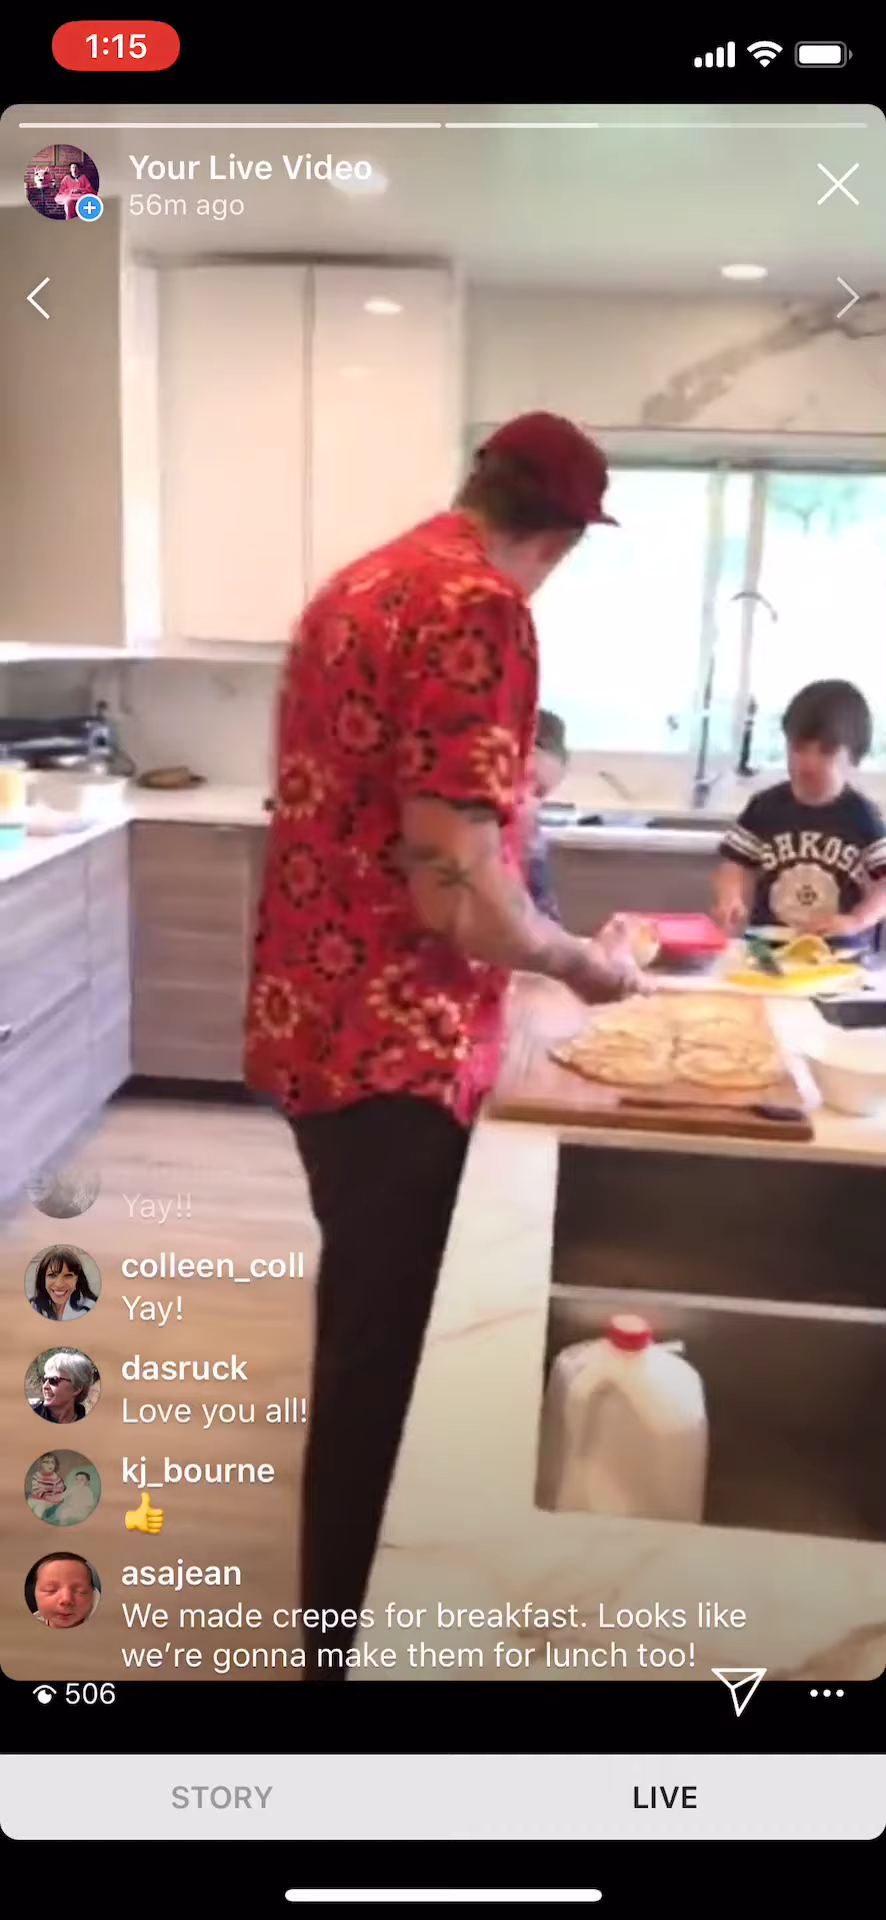 1:15
Your Live Video
56m ago
SHKOS
Yay!!
colleen_coll
Yay!
dasruck
Love you all!
kj_bourne
👍
asajean
We made crepes for breakfast. Looks like
we’re gonna make them for lunch too!
506
STORY
LIVE